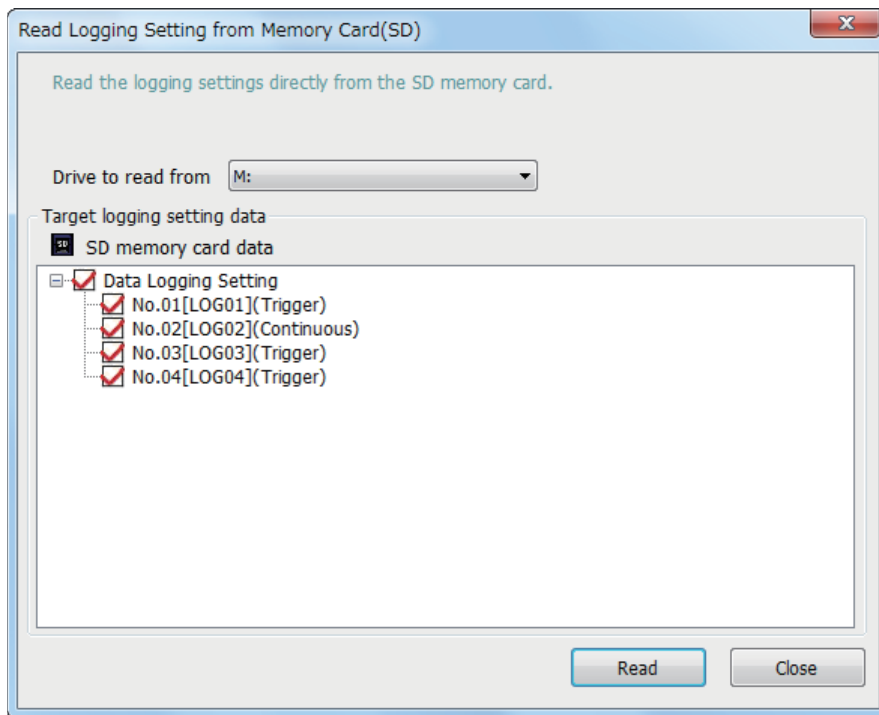 Read Logging Setting from Memory Card(SD)
Read the logging settings directly from the SD memory card.
Drive to read from M:
Target logging setting data
SD SD memory card data
Data Logging Setting
No.01[LOG01](Trigger)
No.02[LOG02](Continuous)
No.03[LOG03](Trigger)
No.04[LOG04](Trigger)
Read Close